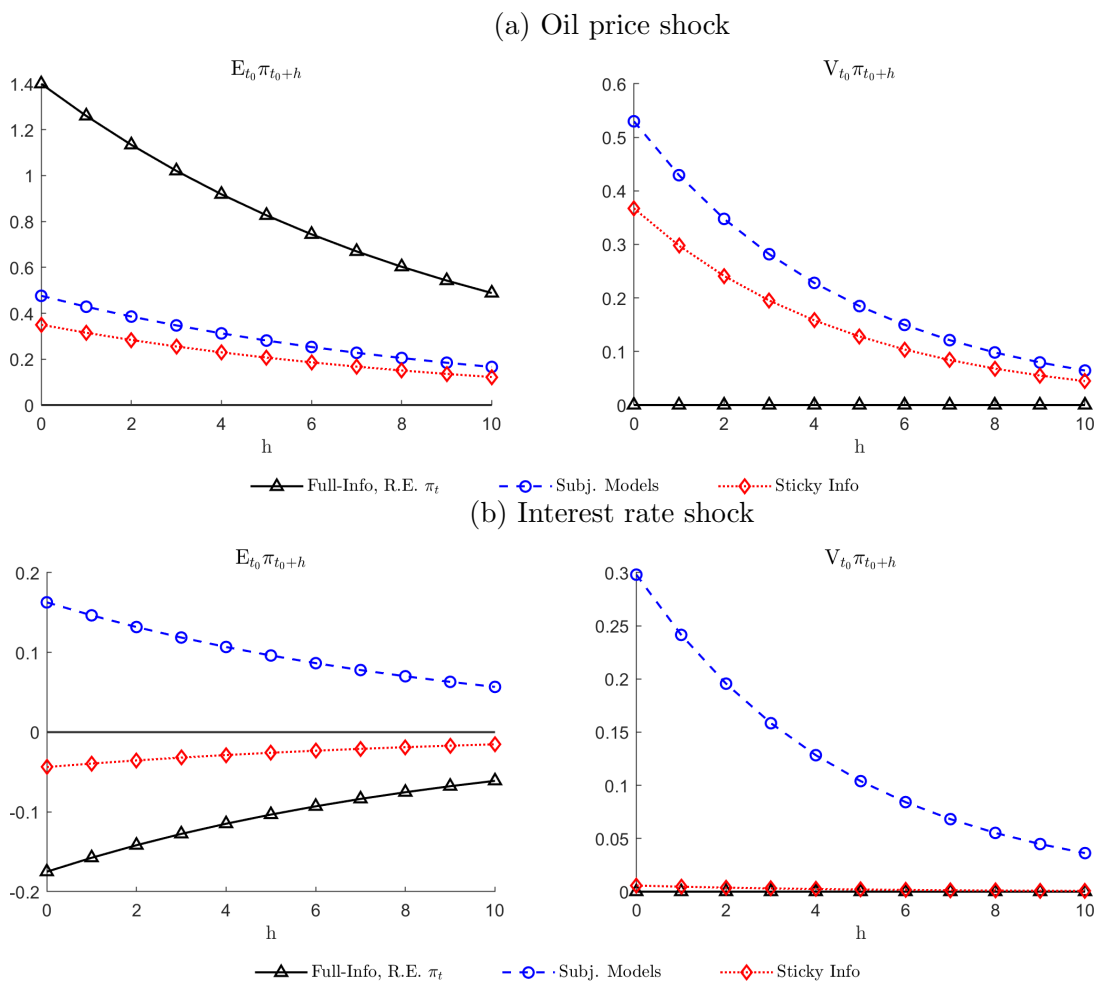 (a) Oil price shock
E_{t_0}π_{t_0+h}
1.4
1.2
1
0.8
0.6
0.4
0.2
0
0 2 4 6 8 10
h
V_{t_0}π_{t_0+h}
0.6
0.5
0.4
0.3
0.2
0.1
0
0 2 4 6 8 10
h
Full-Info, R.E. π_t Subj. Models Sticky Info
(b) Interest rate shock
E_{t_0}π_{t_0+h}
0.2
0.1
0
-0.1
-0.2
0 2 4 6 8 10
h
V_{t_0}π_{t_0+h}
0.3
0.25
0.2
0.15
0.1
0.05
0
0 2 4 6 8 10
h
Full-Info, R.E. π_t Subj. Models Sticky Info